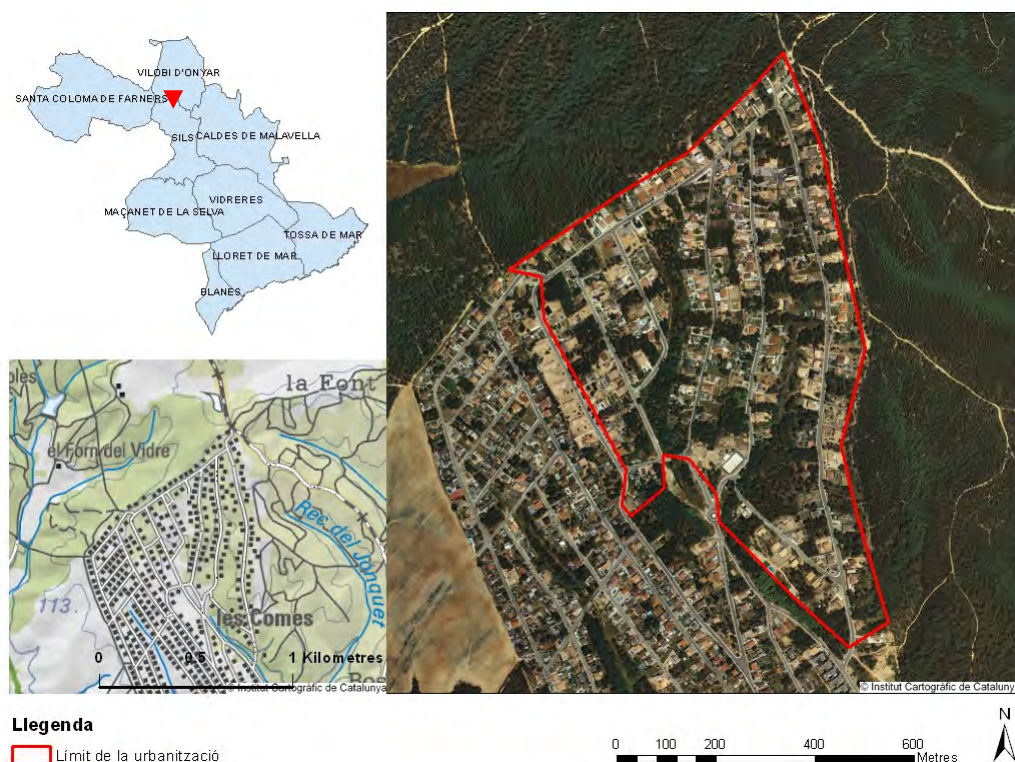 VILOBÍ D'ONYAR
SANTA COLOMA DE FARNERS
SILS
CALDES DE MALAVELLA
VIDRERES
MAÇANET DE LA SELVA
TOSSA DE MAR
LLORET DE MAR
BLANES
oles
la Font
el Forn del Vidre
Rec del Jonquet
113.
les Comes
0 0,5 1 Kilometres
Bos
© Institut Cartogràfic de Catalunya
© Institut Cartogràfic de Catalunya
Llegenda
Límit de la urbanització
0 100 200 400 600
Metres
N